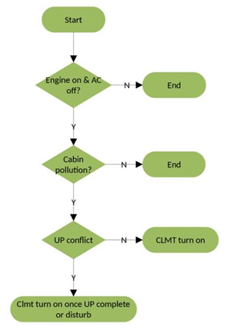 Start
Engine on & AC
off?
N
End
Y
Cabin
pollution?
N
End
Y
UP conflict
N
CLMT turn on
Y
Clmt turn on once UP complete
or disturb